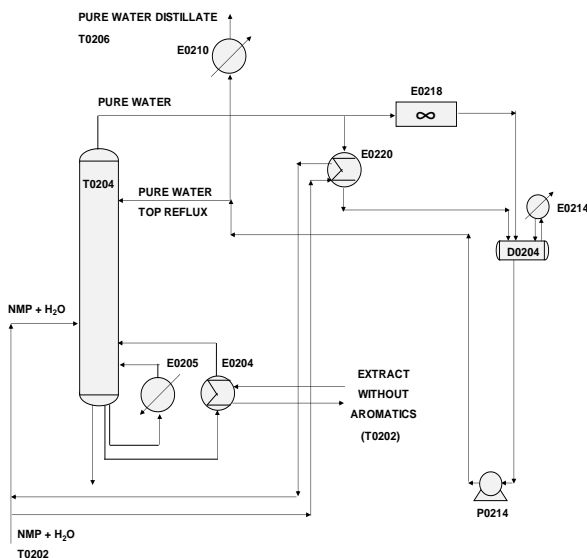 PURE WATER DISTILLATE
T0206
E0210
E0218
PURE WATER
∞
E0220
T0204
PURE WATER
TOP REFLUX
E0214
D0204
NMP + H₂O
E0205
E0204
EXTRACT
WITHOUT
AROMATICS
(T0202)
P0214
NMP + H₂O
T0202